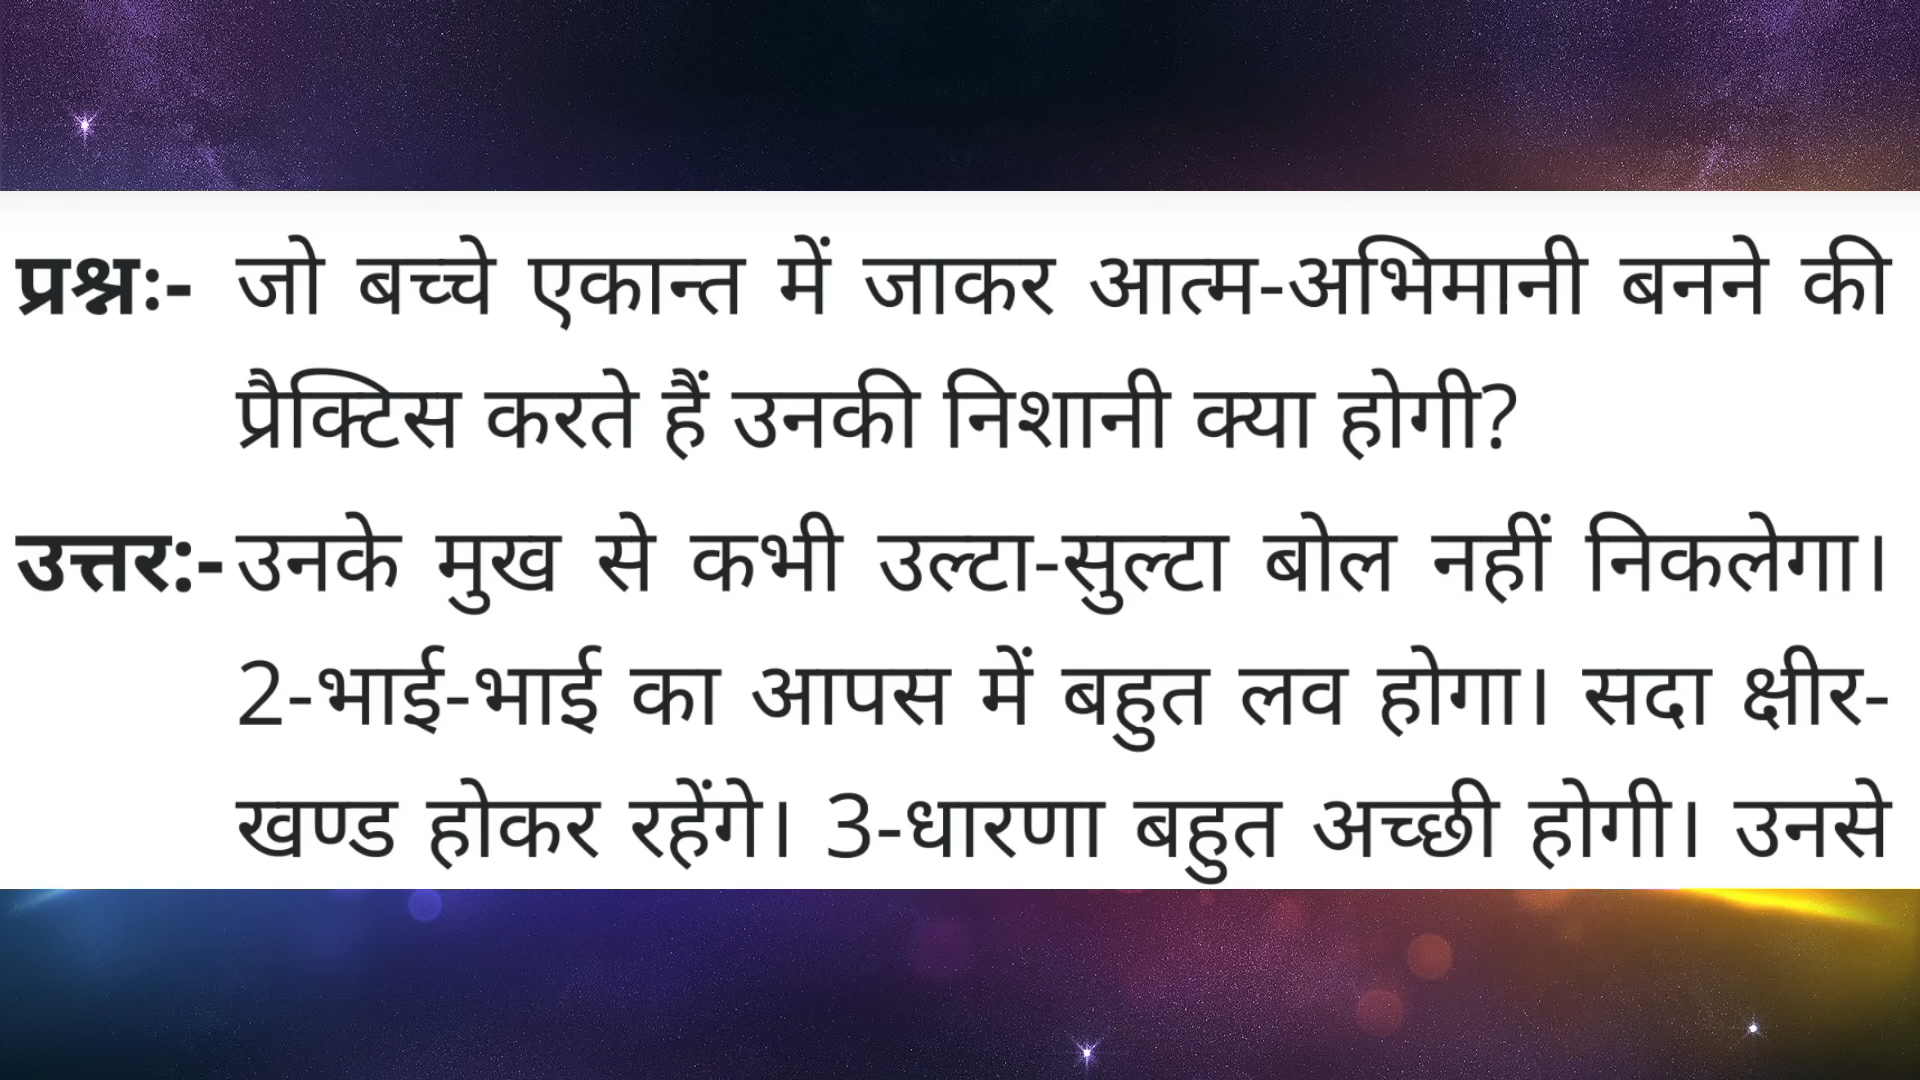 प्रश्नः- जो बच्चे एकान्त में जाकर आत्म-अभिमानी बनने की
प्रैक्टिस करते हैं उनकी निशानी क्या होगी?
उत्तर:- उनके मुख से कभी उल्टा-सुल्टा बोल नहीं निकलेगा।
2-भाई-भाई का आपस में बहुत लव होगा। सदा क्षीर-
खण्ड होकर रहेंगे। 3-धारणा बहुत अच्छी होगी। उनसे